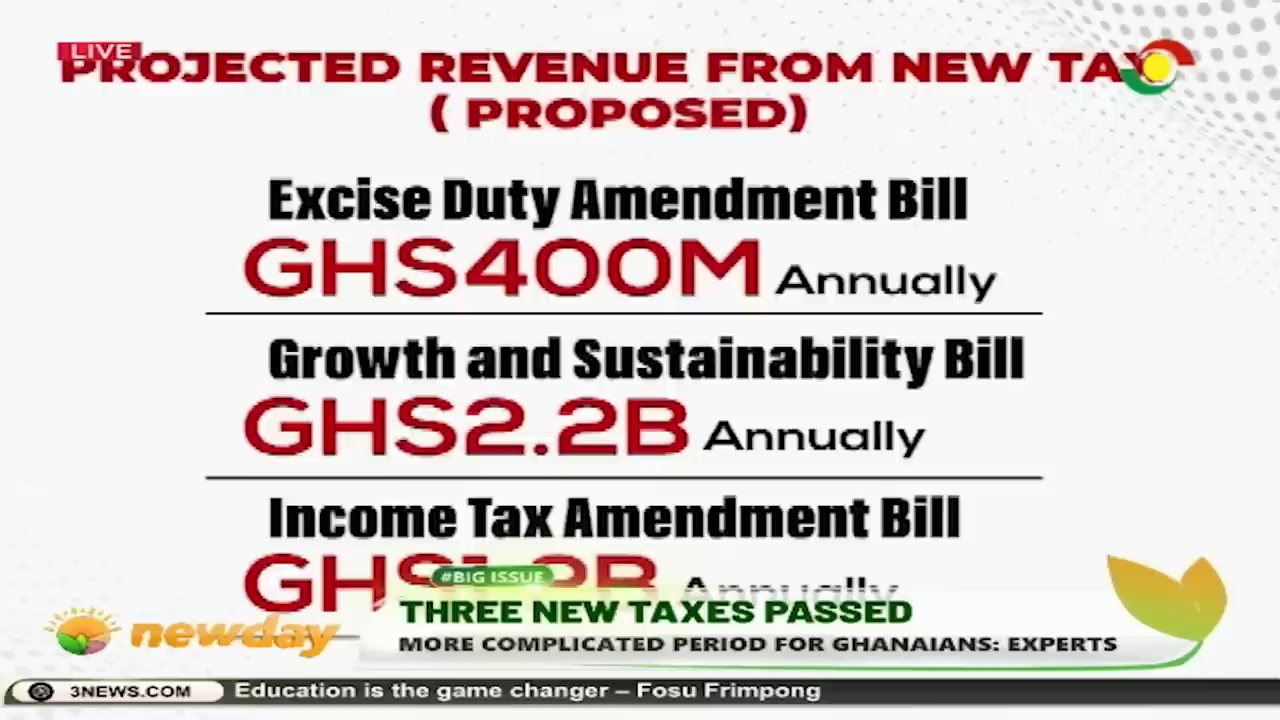 LIVE
PROJECTED REVENUE FROM NEW TAX
( PROPOSED)
Excise Duty Amendment Bill
GHS400M Annually
Growth and Sustainability Bill
GHS2.2B Annually
Income Tax Amendment Bill
Annually
#BIG ISSUE
THREE NEW TAXES PASSED
newday
MORE COMPLICATED PERIOD FOR GHANAIANS: EXPERTS
3NEWS.COM Education is the game changer – Fosu Frimpong